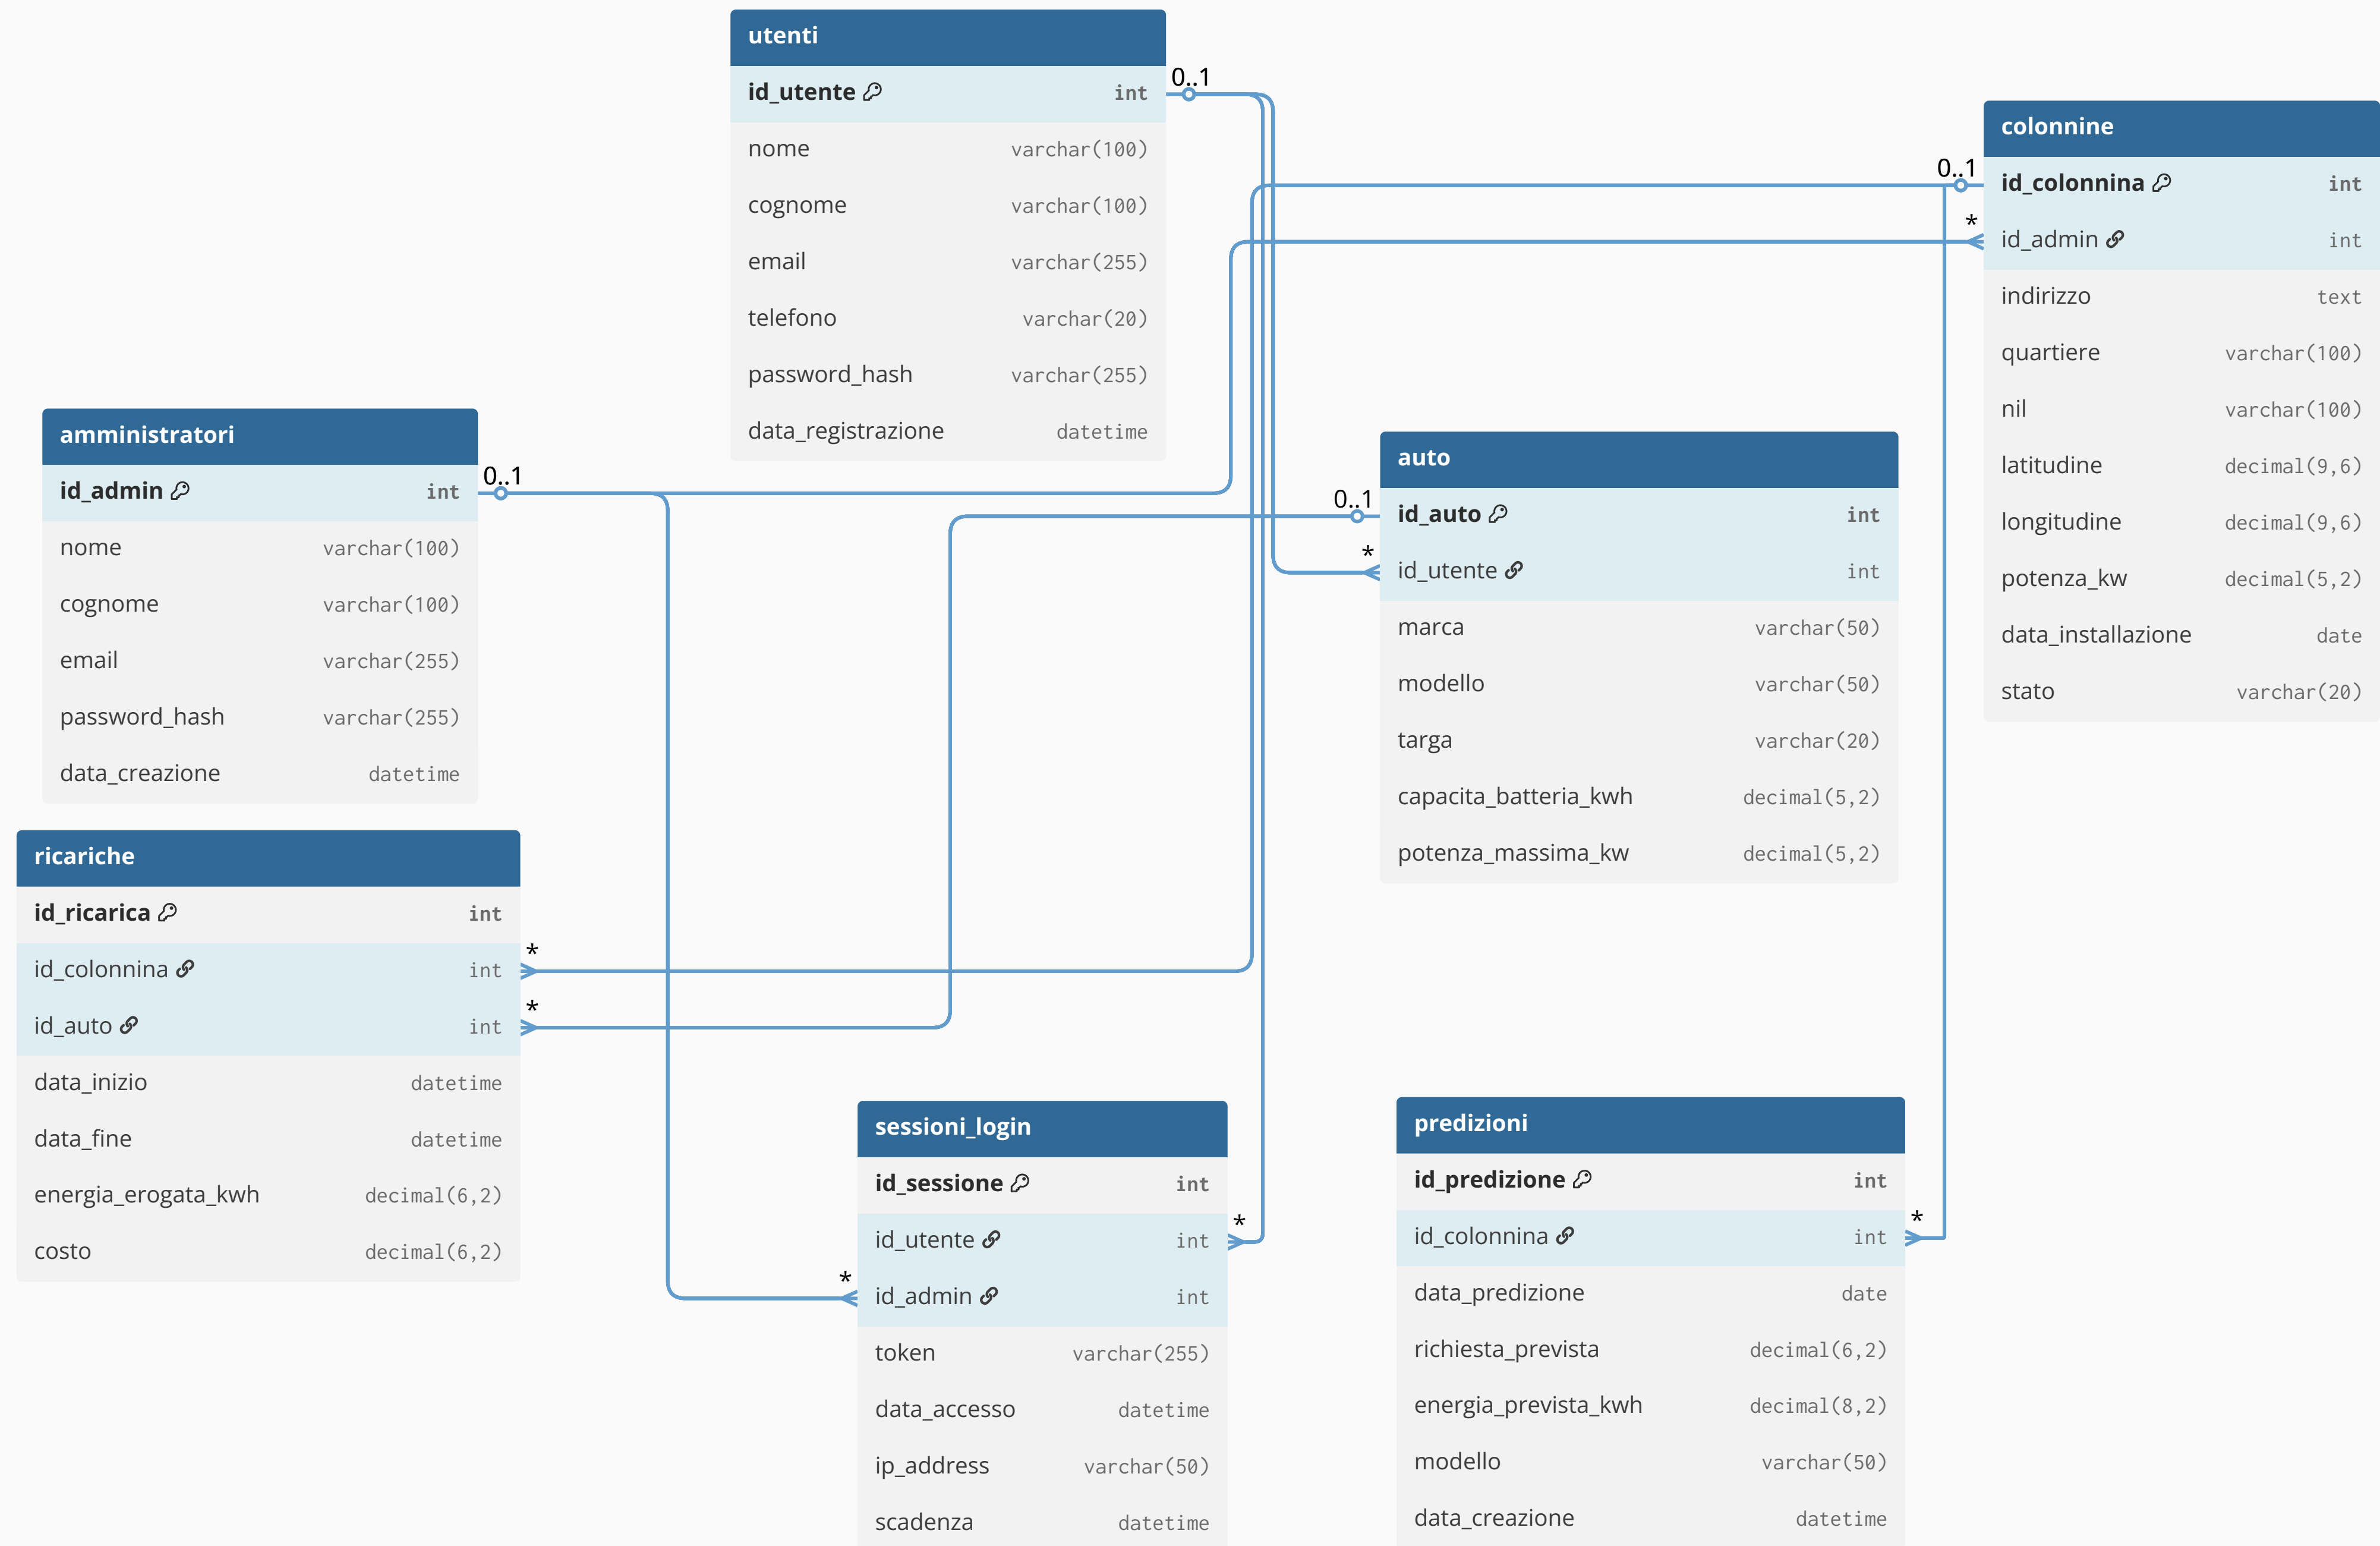 utenti
id_utente int
nome varchar(100)
cognome varchar(100)
email varchar(255)
telefono varchar(20)
password_hash varchar(255)
data_registrazione datetime
0..1
colonnine
id_colonnina int
id_admin int
indirizzo text
quartiere varchar(100)
nil varchar(100)
latitudine decimal(9,6)
longitudine decimal(9,6)
potenza_kw decimal(5,2)
data_installazione date
stato varchar(20)
0..1
*
amministratori
id_admin int
nome varchar(100)
cognome varchar(100)
email varchar(255)
password_hash varchar(255)
data_creazione datetime
0..1
auto
id_auto int
id_utente int
marca varchar(50)
modello varchar(50)
targa varchar(20)
capacita_batteria_kwh decimal(5,2)
potenza_massima_kw decimal(5,2)
0..1
*
ricariche
id_ricarica int
id_colonnina int
id_auto int
data_inizio datetime
data_fine datetime
energia_erogata_kwh decimal(6,2)
costo decimal(6,2)
*
*
sessioni_login
id_sessione int
id_utente int
id_admin int
token varchar(255)
data_accesso datetime
ip_address varchar(50)
scadenza datetime
*
*
predizioni
id_predizione int
id_colonnina int
data_predizione date
richiesta_prevista decimal(6,2)
energia_prevista_kwh decimal(8,2)
modello varchar(50)
data_creazione datetime
*